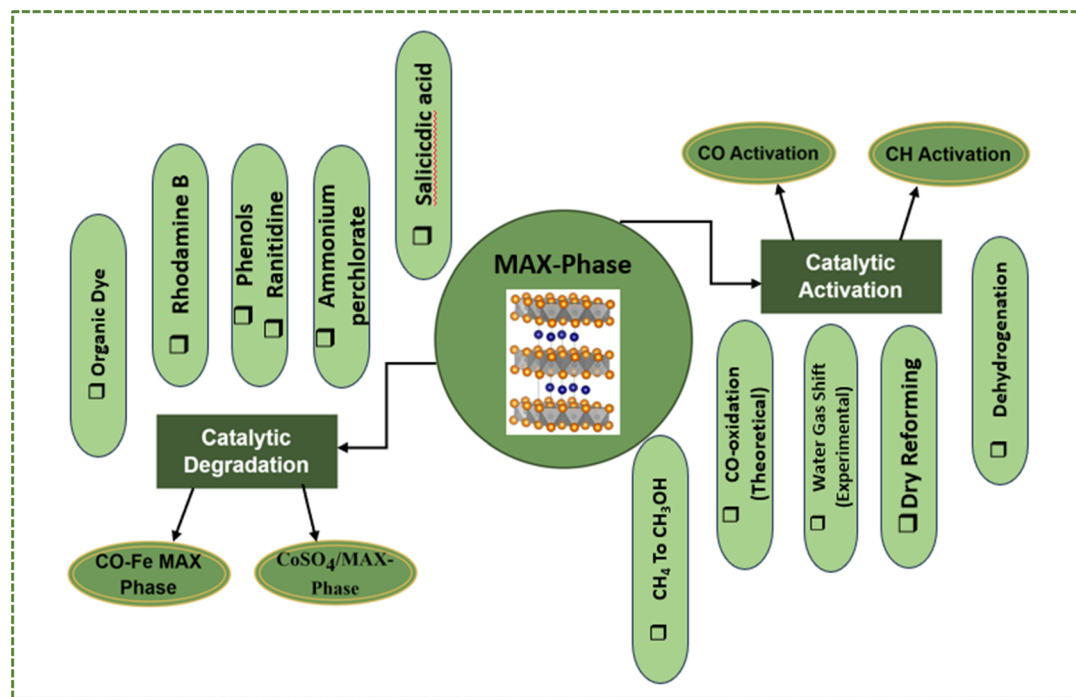 Salicicdic acid
Ammonium
perchlorate
Phenols
Ranitidine
Rhodamine B
Organic Dye
MAX-Phase
CO Activation
CH Activation
Catalytic
Activation
Catalytic
Degradation
CO-Fe MAX
Phase
CoSO₄/MAX-
Phase
CH₄ To CH₃OH
CO-oxidation
(Theoretical)
Water Gas Shift
(Experimental)
Dry Reforming
Dehydrogenation